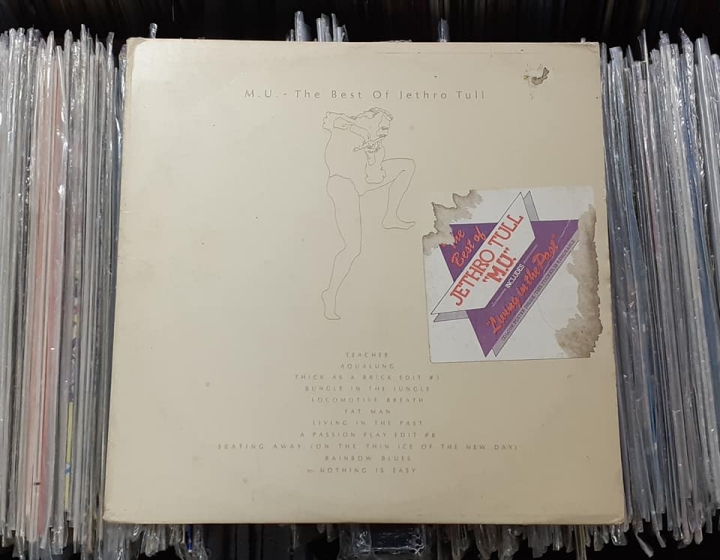 M.U. - The Best Of Jethro Tull
The
Best of
JETHRO TULL
"M.U."
INCLUDES
"Living in the Past"
TEACHER
AQUALUNG
THICK AS A BRICK EDIT #1
BUNGLE IN THE JUNGLE
LOCOMOTIVE BREATH
FAT MAN
LIVING IN THE PAST
A PASSION PLAY EDIT #8
SKATING AWAY (ON THE THIN ICE OF THE NEW DAY)
RAINBOW BLUES
NOTHING IS EASY